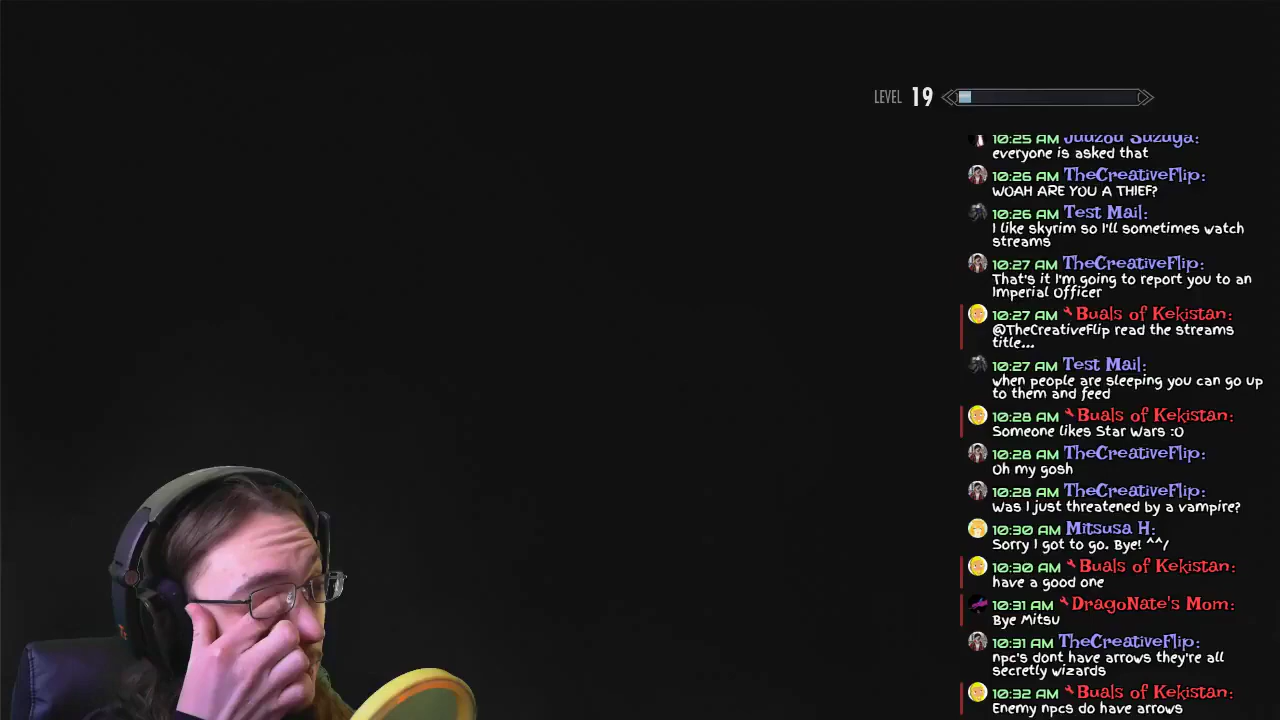 LEVEL 19
10:25 AM Juuzou Suzuya:
everyone is asked that
10:26 AM TheCreativeFlip:
WOAH ARE YOU A THIEF?
10:26 AM Test Mail:
I like skyrim so I'll sometimes watch
streams
10:27 AM TheCreativeFlip:
That's it I'm going to report you to an
Imperial Officer
10:27 AM Buals of Kekistan:
@TheCreativeFlip read the streams
title...
10:27 AM Test Mail:
when people are sleeping you can go up
to them and feed
10:28 AM Buals of Kekistan:
Someone likes Star Wars :O
10:28 AM TheCreativeFlip:
Oh my gosh
10:28 AM TheCreativeFlip:
Was I just threatened by a vampire?
10:30 AM Mitsusa H:
Sorry I got to go. Bye! ^^/
10:30 AM Buals of Kekistan:
have a good one
10:31 AM DragoNate's Mom:
Bye Mitsu
10:31 AM TheCreativeFlip:
npc's dont have arrows they're all
secretly wizards
10:32 AM Buals of Kekistan:
Enemy npcs do have arrows